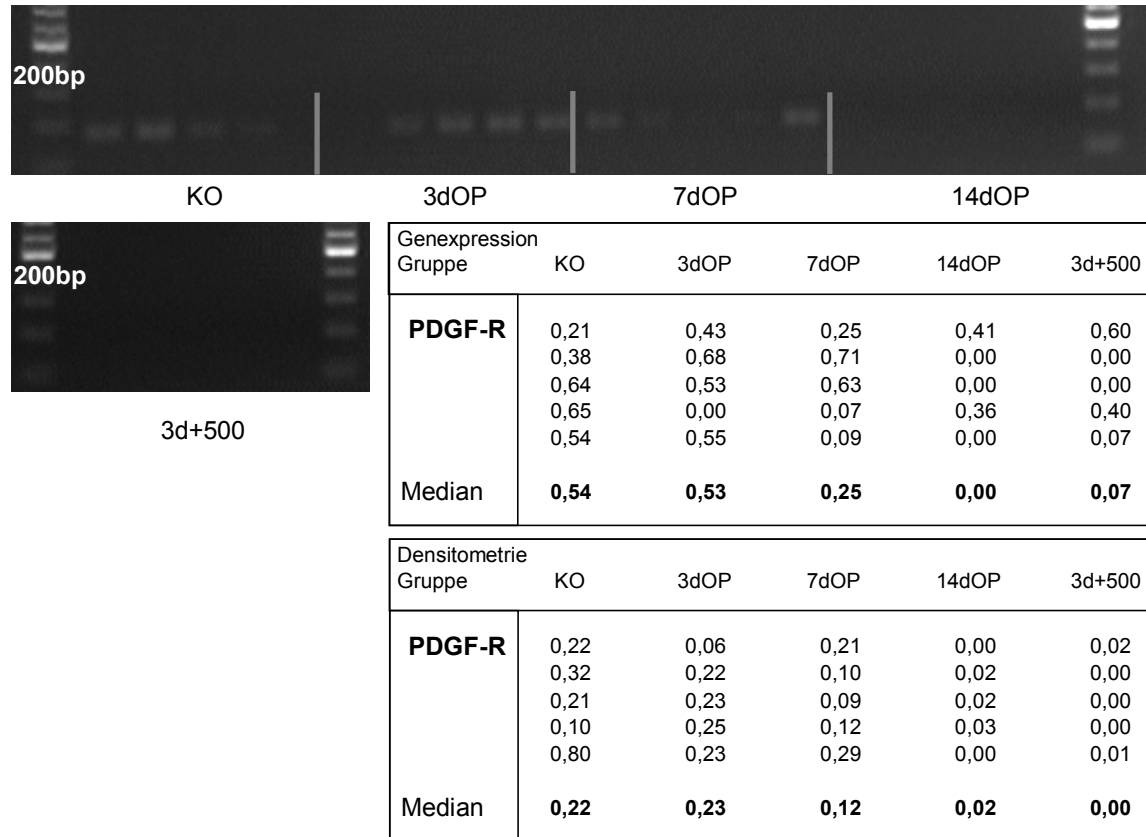 200bp
KO 3dOP 7dOP 14dOP
200bp
3d+500
Genexpression
Gruppe KO 3dOP 7dOP 14dOP 3d+500
PDGF-R 0,21 0,43 0,25 0,41 0,60
0,38 0,68 0,71 0,00 0,00
0,64 0,53 0,63 0,00 0,00
0,65 0,00 0,07 0,36 0,40
0,54 0,55 0,09 0,00 0,07
Median 0,54 0,53 0,25 0,00 0,07
Densitometrie
Gruppe KO 3dOP 7dOP 14dOP 3d+500
PDGF-R 0,22 0,06 0,21 0,00 0,02
0,32 0,22 0,10 0,02 0,00
0,21 0,23 0,09 0,02 0,00
0,10 0,25 0,12 0,03 0,00
0,80 0,23 0,29 0,00 0,01
Median 0,22 0,23 0,12 0,02 0,00